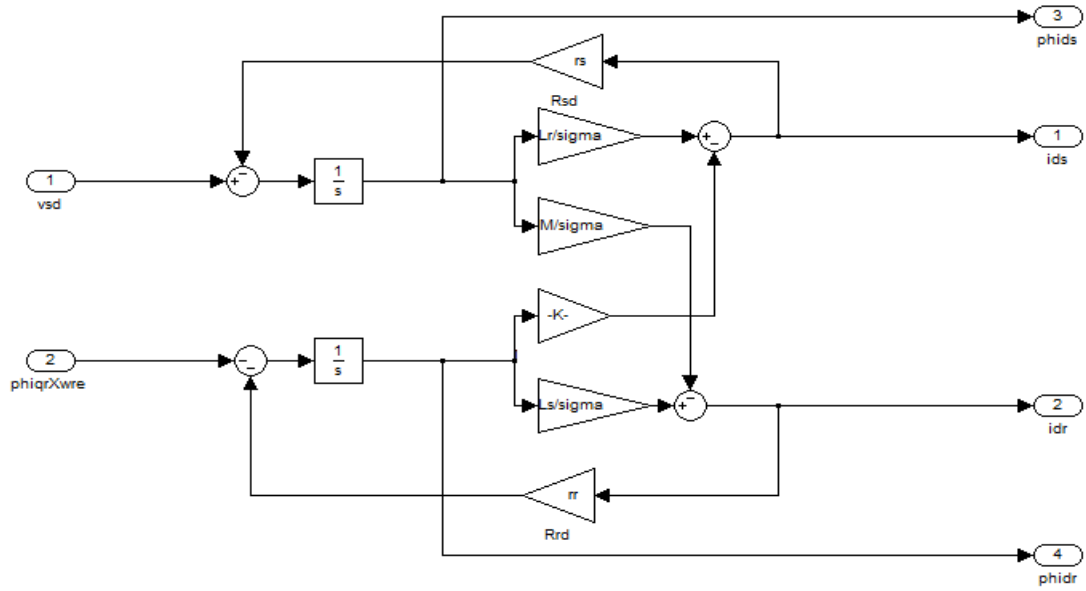 3
phids
rs
Rsd
Lr/sigma
1
ids
1
vsd
1
s
M/sigma
-K-
2
phiqrXwre
1
s
Ls/sigma
2
idr
rr
Rrd
4
phidr